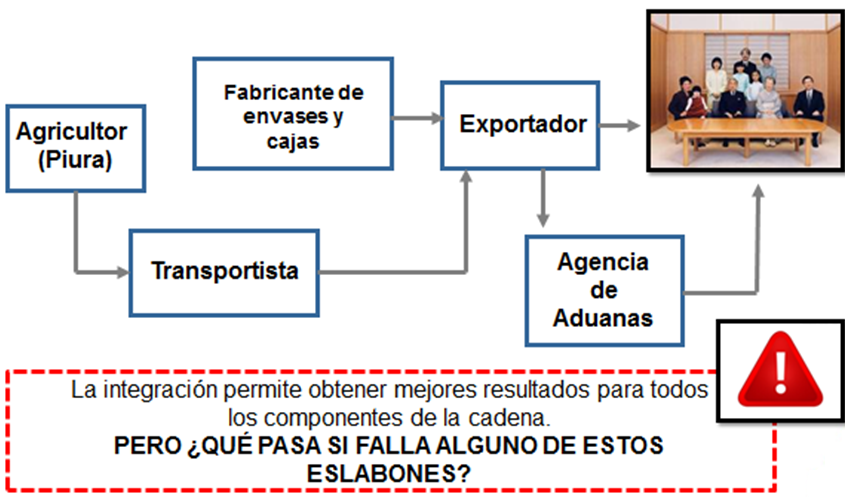 Agricultor
(Piura)
Fabricante de
envases y
cajas
Exportador
Transportista
Agencia
de
Aduanas
!
La integración permite obtener mejores resultados para todos
los componentes de la cadena.
PERO ¿QUÉ PASA SI FALLA ALGUNO DE ESTOS
ESLABONES?